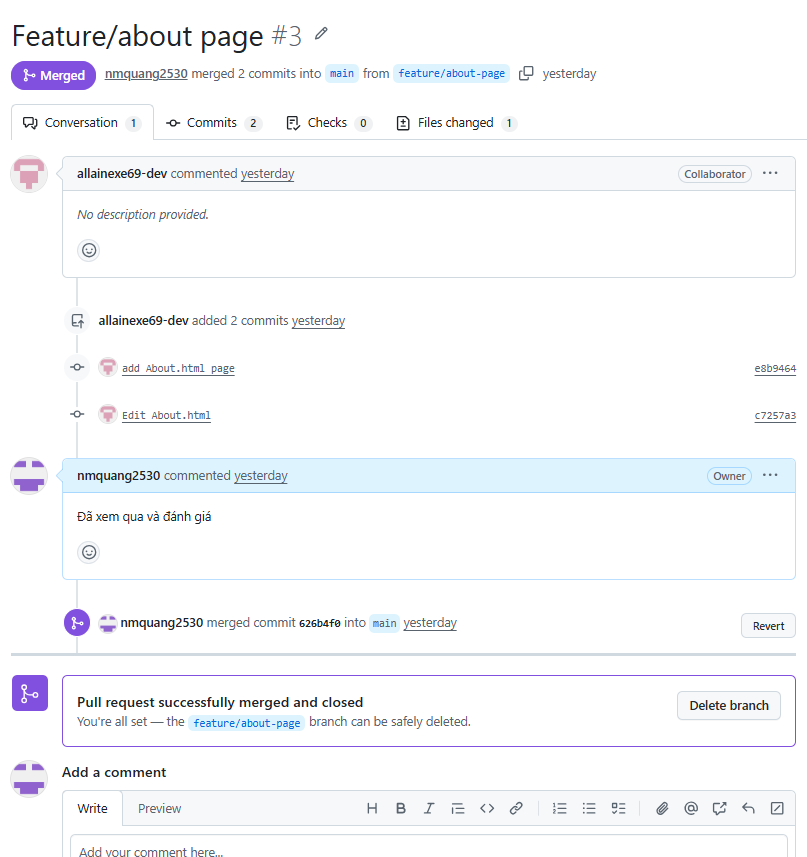 Feature/about page #3
Merged nmquang2530 merged 2 commits into main from feature/about-page yesterday
Conversation 1 Commits 2 Checks 0 Files changed 1
allainexe69-dev commented yesterday Collaborator
No description provided.
allainexe69-dev added 2 commits yesterday
add About.html page e8b9464
Edit About.html c7257a3
nmquang2530 commented yesterday Owner
Đã xem qua và đánh giá
nmquang2530 merged commit 626b4f0 into main yesterday Revert
Pull request successfully merged and closed
You're all set — the feature/about-page branch can be safely deleted.
Delete branch
Add a comment
Write Preview
Add your comment here...